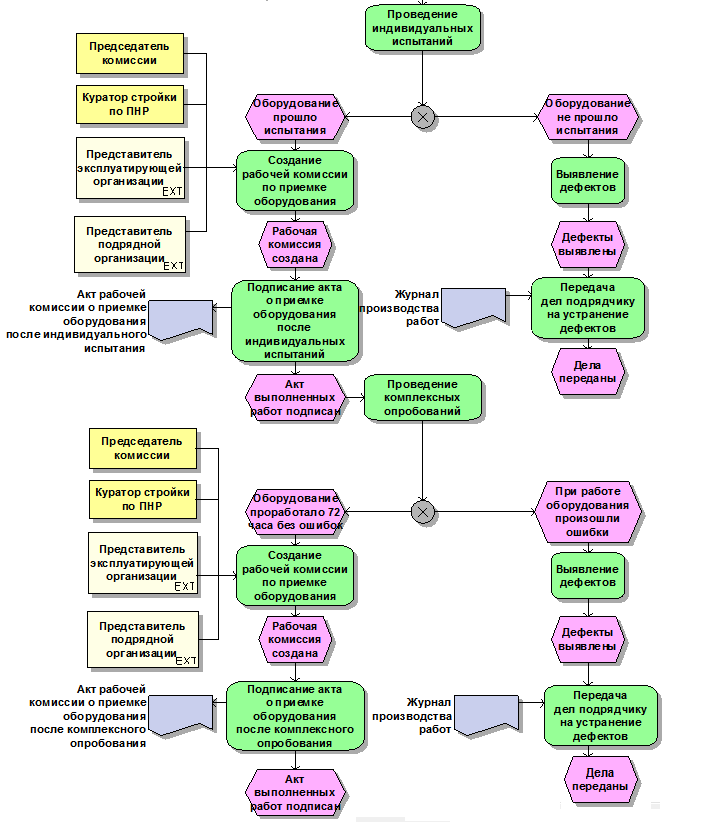 Проведение
индивидуальных
испытаний
Председатель
комиссии
Куратор стройки
по ПНР
Представитель
эксплуатирующей
организации
EXT
Представитель
подрядной
организации
EXT
Оборудование
прошло
испытания
Оборудование
не прошло
испытания
Создание
рабочей комиссии
по приемке
оборудования
Выявление
дефектов
Рабочая
комиссия
создана
Дефекты
выявлены
Акт рабочей
комиссии о приемке
оборудования
после индивидуального
испытания
Подписание акта
о приемке
оборудования
после
индивидуальных
испытаний
Журнал
производства
работ
Передача
дел подрядчику
на устранение
дефектов
Дела
переданы
Акт
выполненных
работ подписан
Проведение
комплексных
опробований
Председатель
комиссии
Куратор стройки
по ПНР
Представитель
эксплуатирующей
организации
EXT
Представитель
подрядной
организации
EXT
Оборудование
проработало 72
часа без ошибок
При работе
оборудования
произошли
ошибки
Создание
рабочей комиссии
по приемке
оборудования
Выявление
дефектов
Рабочая
комиссия
создана
Дефекты
выявлены
Акт рабочей
комиссии о приемке
оборудования
после комплексного
опробования
Подписание акта
о приемке
оборудования
после комплексного
опробования
Журнал
производства
работ
Передача
дел подрядчику
на устранение
дефектов
Акт
выполненных
работ подписан
Дела
переданы